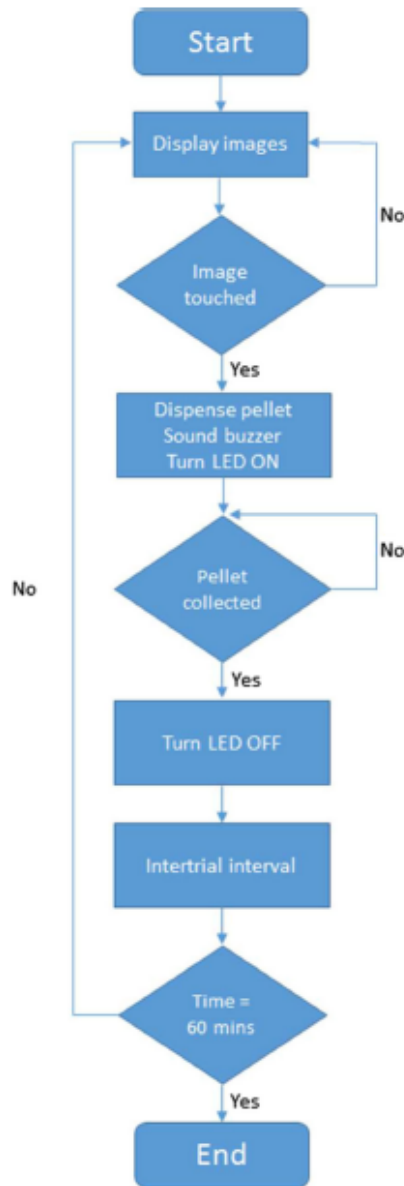 Start
Display images
No
Image
touched
Yes
Dispense pellet
Sound buzzer
Turn LED ON
No
Pellet
collected
No
Yes
Turn LED OFF
Intertrial interval
Time =
60 mins
Yes
End